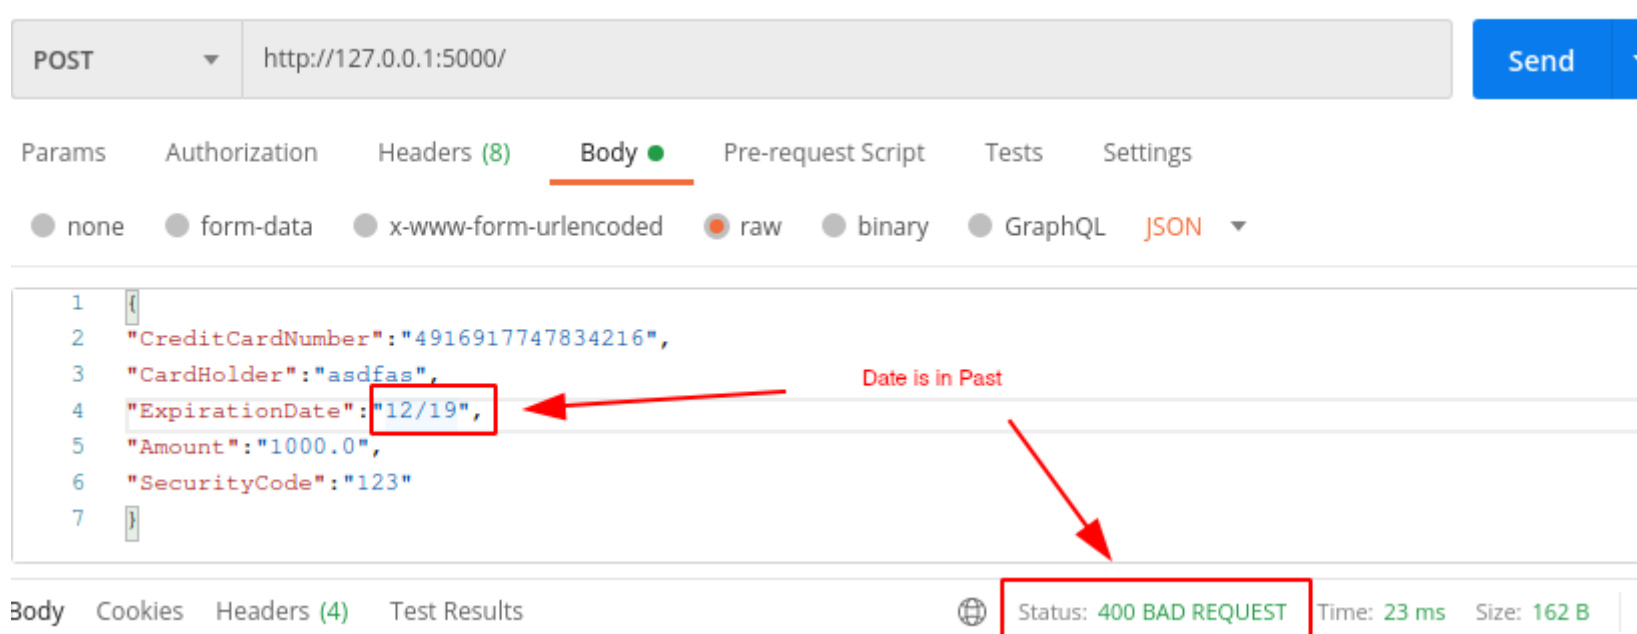 POST http://127.0.0.1:5000/ Send
Params Authorization Headers (8) Body Pre-request Script Tests Settings
none form-data x-www-form-urlencoded raw binary GraphQL JSON
1 {
2 "CreditCardNumber":"4916917747834216",
3 "CardHolder":"asdfas",
Date is in Past
4 "ExpirationDate":"12/19",
5 "Amount":"1000.0",
6 "SecurityCode":"123"
7 }
Body Cookies Headers (4) Test Results Status: 400 BAD REQUEST Time: 23 ms Size: 162 B